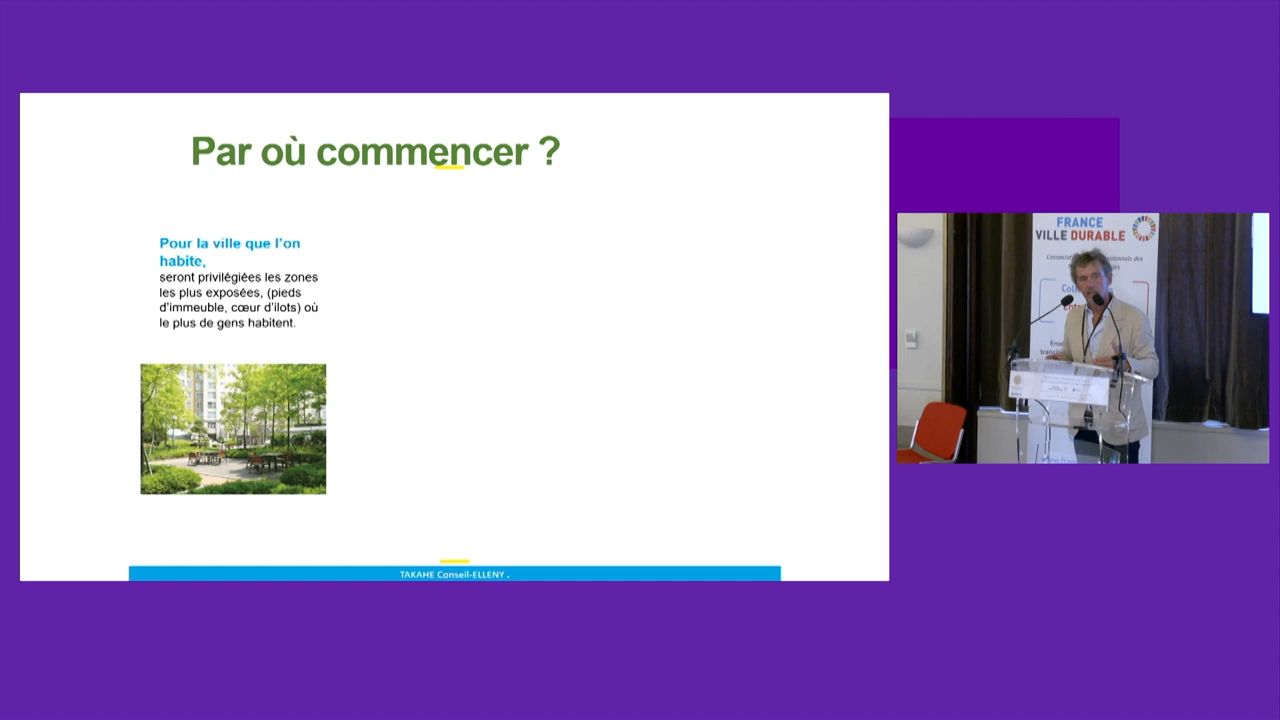 Par où commencer ?
Pour la ville que l'on
habite,
seront privilégiées les zones
les plus exposées, (pieds
d'immeuble, cœur d'ilots) où
le plus de gens habitent.
TAKAHE Conseil-ELLENY .
FRANCE
VILLE DURABLE